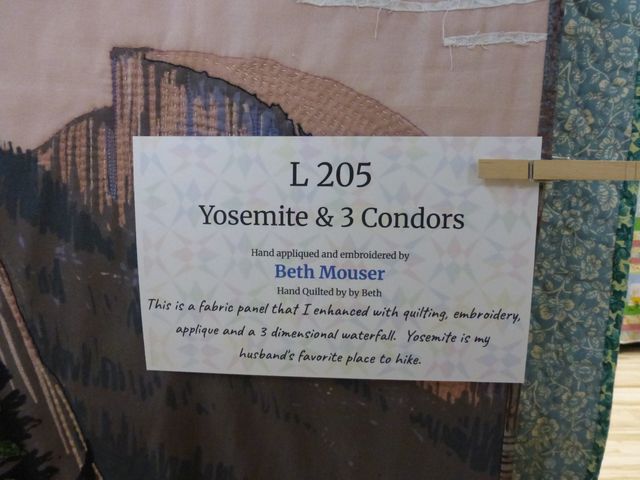 L 205
Yosemite & 3 Condors
Hand appliqued and embroidered by
Beth Mouser
Hand Quilted by by Beth
This is a fabric panel that I enhanced with quilting, embroidery,
applique and a 3 dimensional waterfall. Yosemite is my
husband's favorite place to hike.